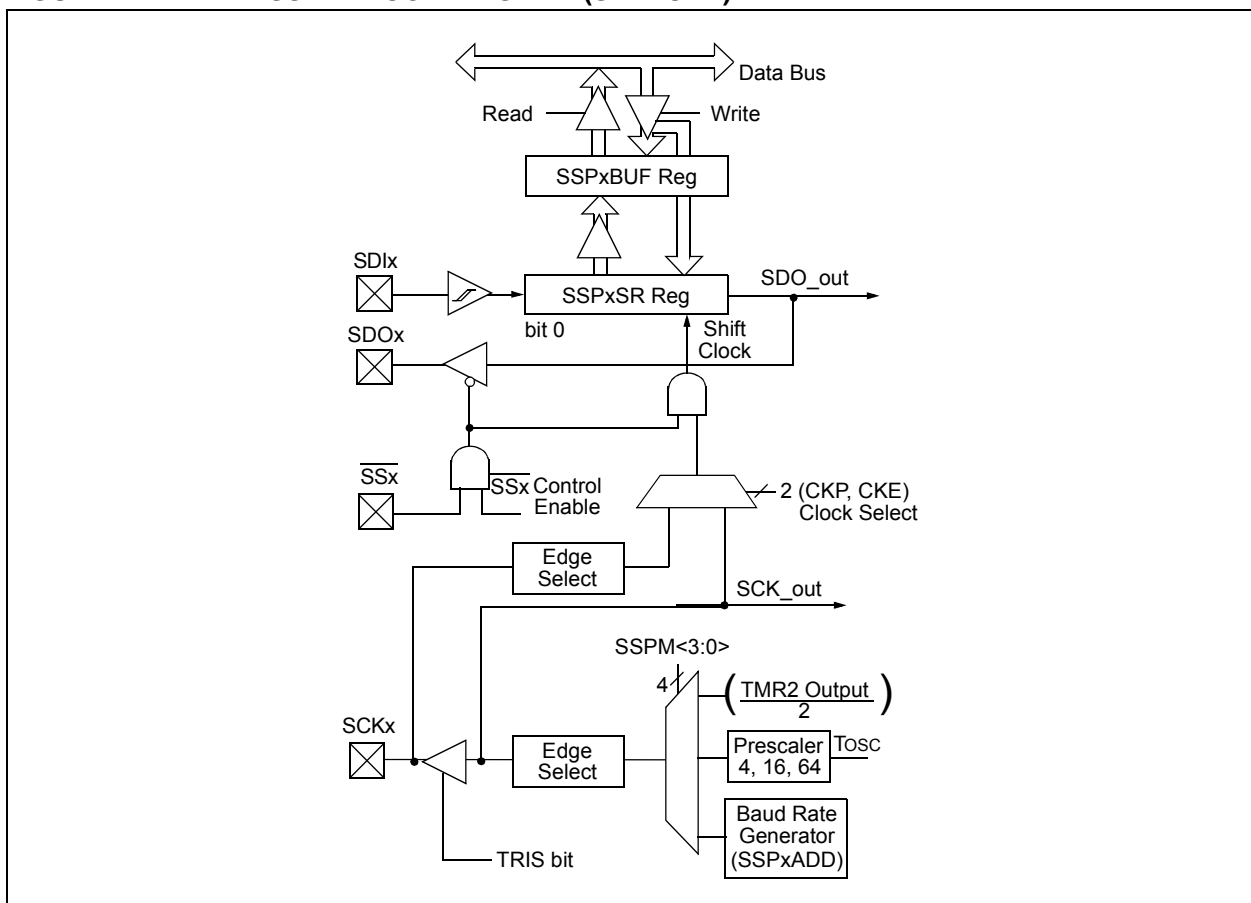 Data Bus
Read
Write
SSPxBUF Reg
SDIx
SSPxSR Reg
SDO_out
bit 0
Shift
Clock
SDOx
SSx
SSx Control
Enable
2 (CKP, CKE)
Clock Select
Edge
Select
SCK_out
SSPM<3:0>
4
(TMR2 Output)
2
SCKx
Edge
Select
Prescaler
4, 16, 64
TOSC
Baud Rate
Generator
(SSPxADD)
TRIS bit